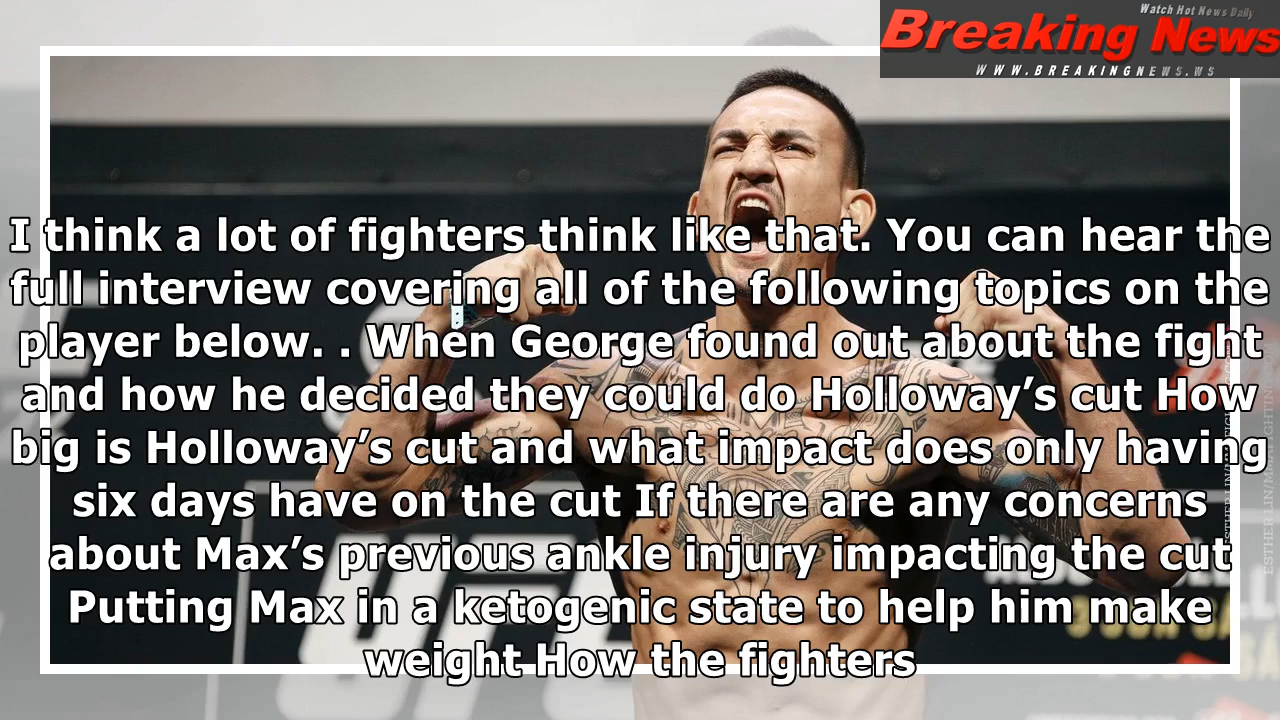 Watch Hot News Daily
Breaking News
WWW.BREAKINGNEWS.WS
I think a lot of fighters think like that. You can hear the
full interview covering all of the following topics on the
player below. . When George found out about the fight
and how he decided they could do Holloway’s cut How
big is Holloway’s cut and what impact does only having
six days have on the cut If there are any concerns
about Max’s previous ankle injury impacting the cut
Putting Max in a ketogenic state to help him make
weight How the fighters
UFC